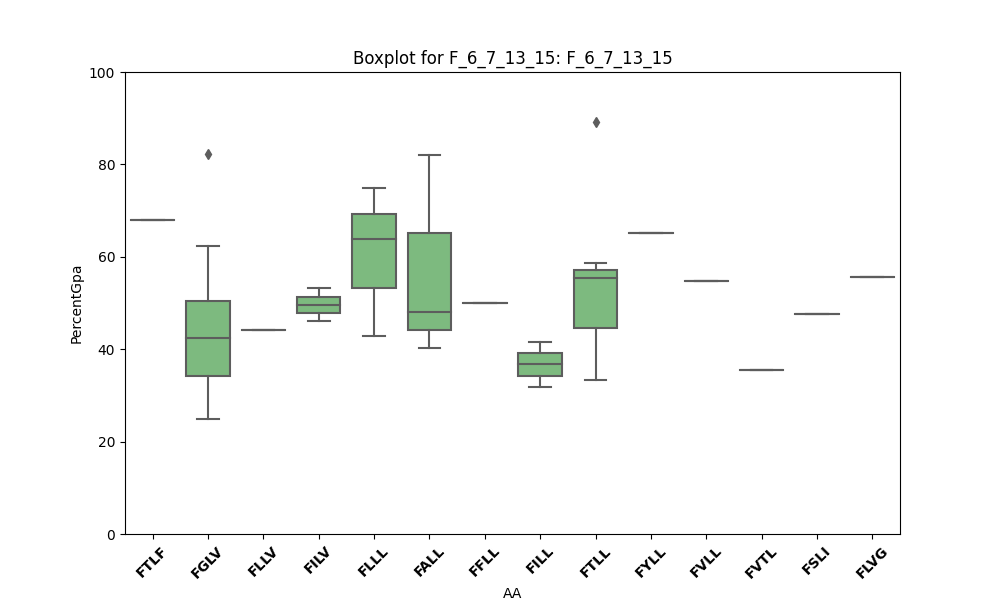 Boxplot for F_6_7_13_15: F_6_7_13_15
100
80
60
40
20
0
PercentGpa
FTLF FGLV FLLV FILV FLLL FALL FFLL FILL FTLL FYLL FVLL FVTL FSLI FLVG
AA